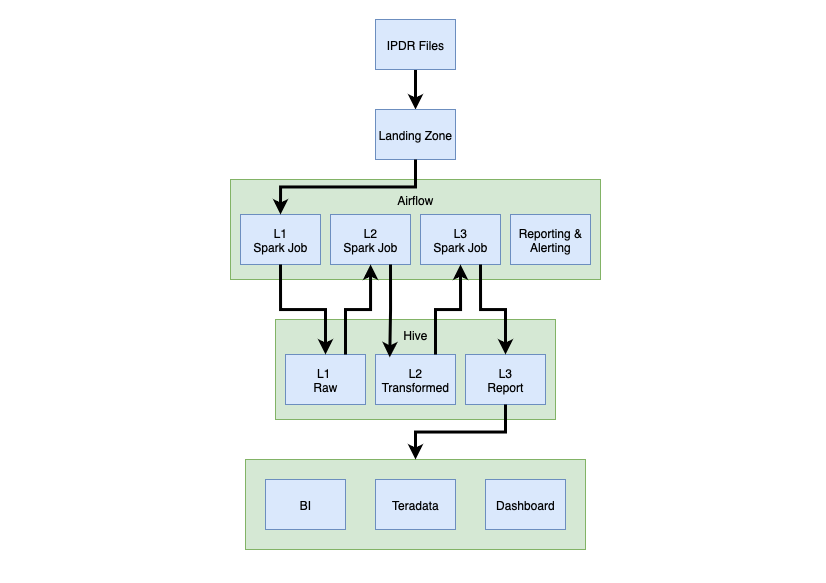 IPDR Files
Landing Zone
Airflow
L1
Spark Job
L2
Spark Job
L3
Spark Job
Reporting &
Alerting
Hive
L1
Raw
L2
Transformed
L3
Report
BI
Teradata
Dashboard